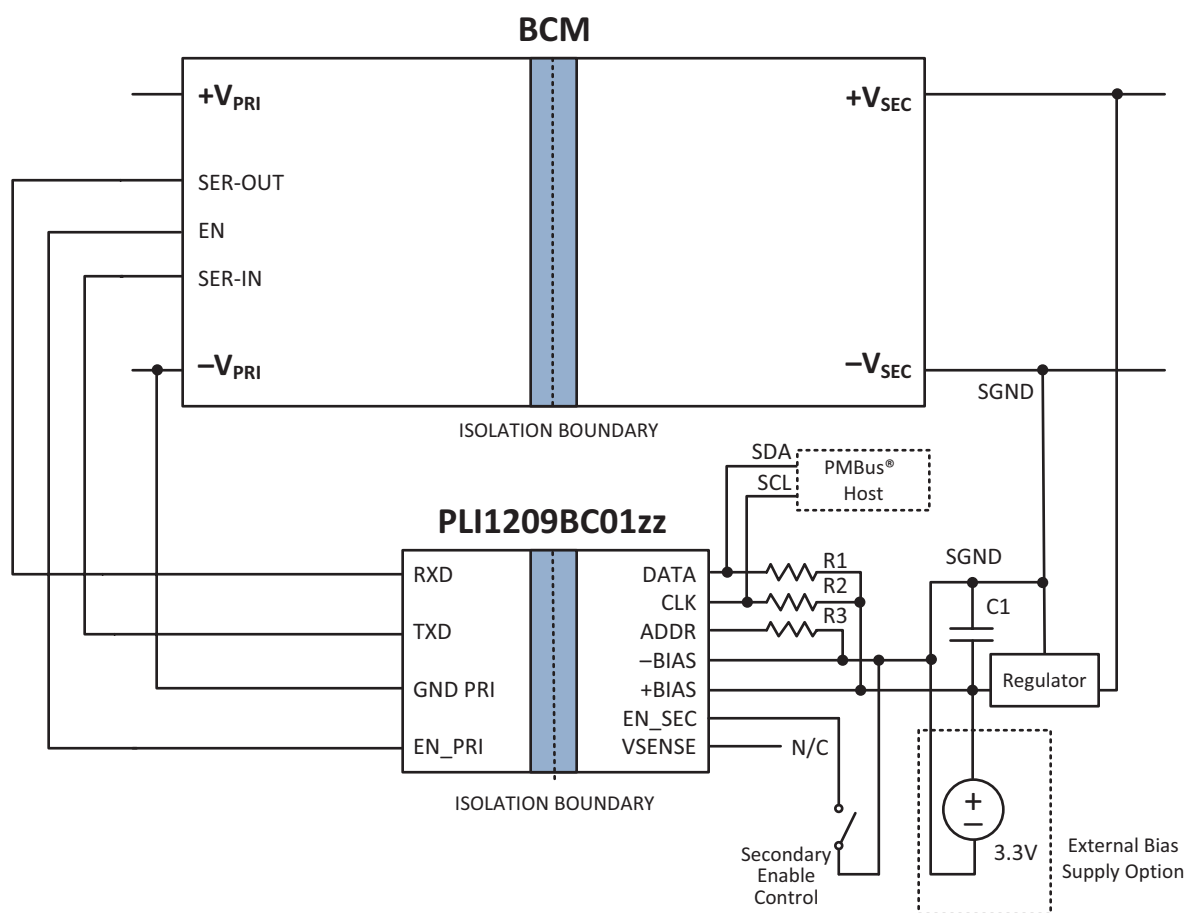 BCM
+VPRI
+VSEC
SER-OUT
EN
SER-IN
–VPRI
–VSEC
SGND
ISOLATION BOUNDARY
SDA
SCL
PMBus®
Host
PLI1209BC01zz
RXD
TXD
GND PRI
EN_PRI
DATA
CLK
ADDR
–BIAS
+BIAS
EN_SEC
VSENSE
R1
R2
R3
N/C
SGND
C1
Regulator
ISOLATION BOUNDARY
Secondary
Enable
Control
+
–
3.3V
External Bias
Supply Option